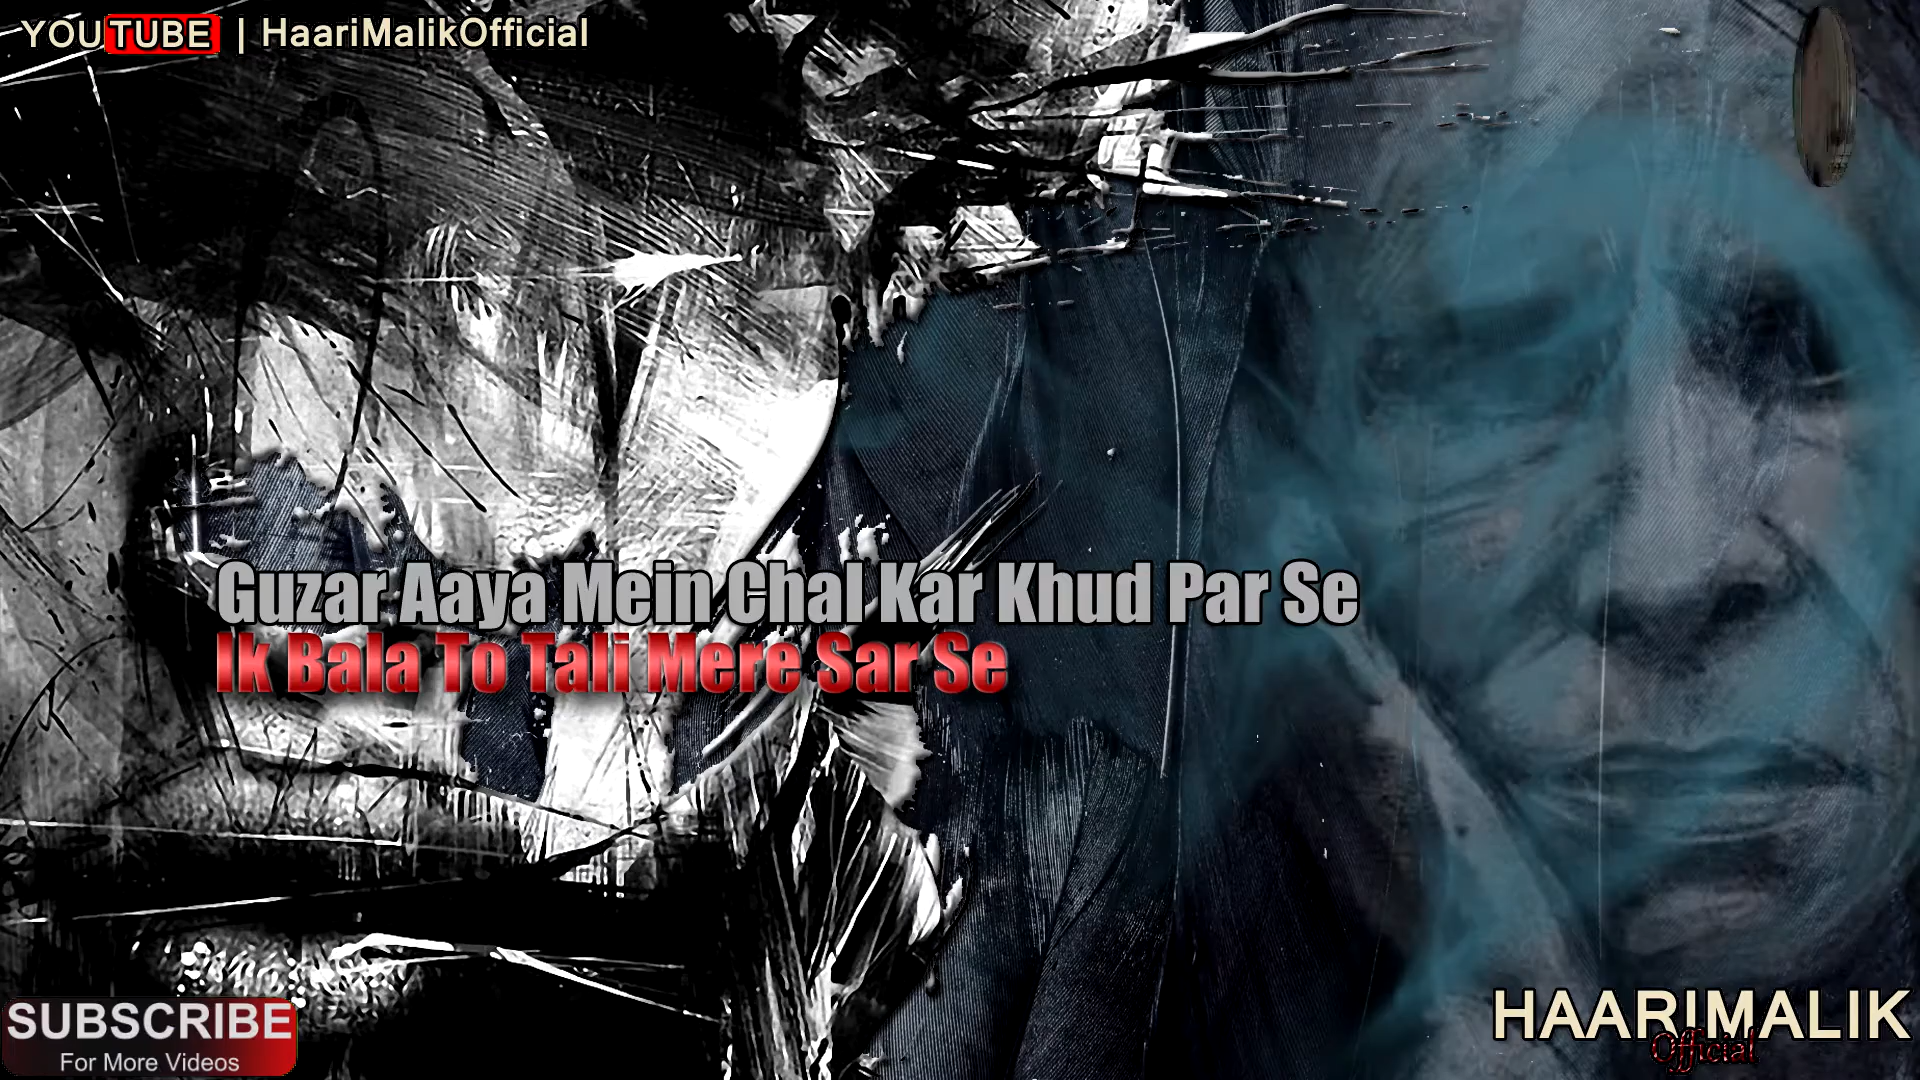 YOUTUBE | HaariMalikOfficial
Guzar Aaya Mein Chal Kar Khud Par Se
Ik Bala To Tali Mere Sar Se
SUBSCRIBE
For More Videos
HAARIMALIK
Official